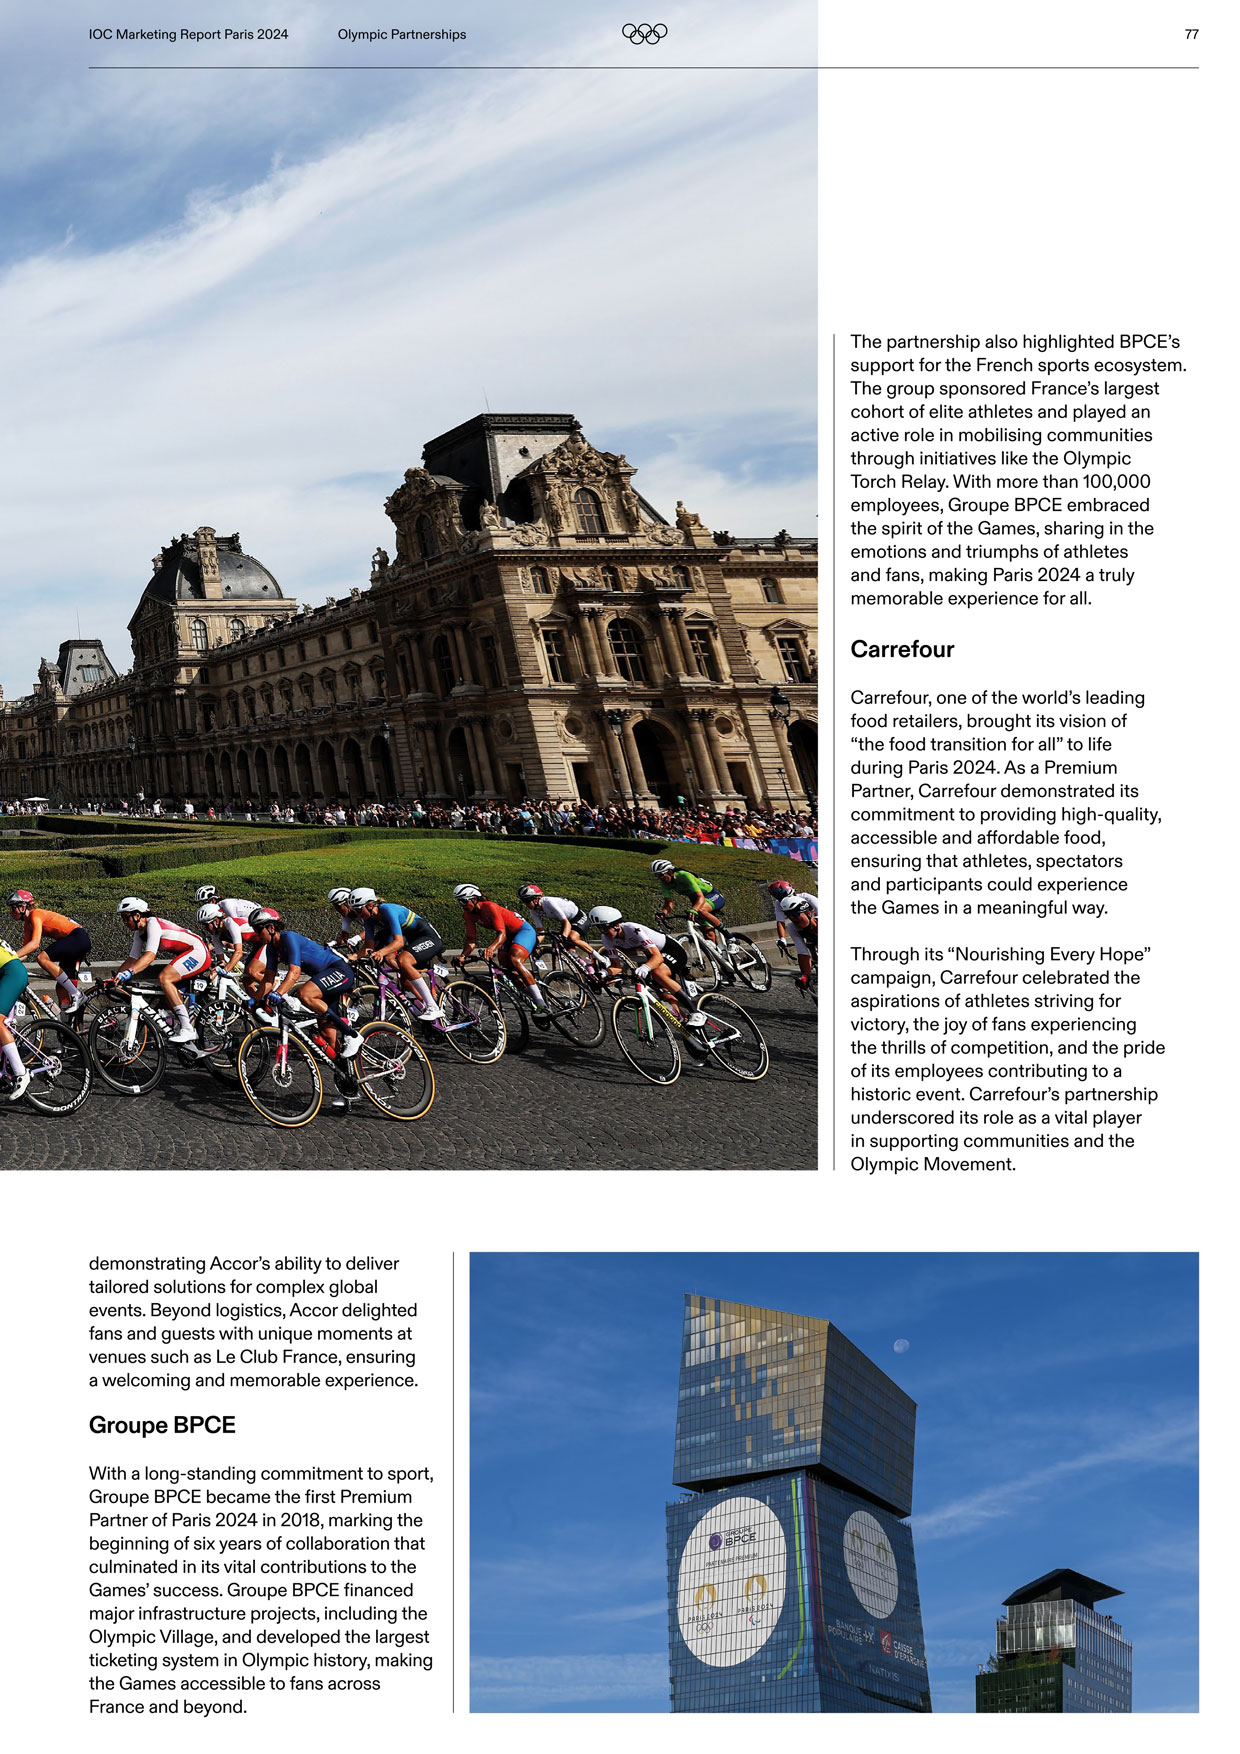 IOC Marketing Report Paris 2024
Olympic Partnerships
77
FRA
19
ITALIA
SWEDEN
BONTRAGER
demonstrating Accor’s ability to deliver
tailored solutions for complex global
events. Beyond logistics, Accor delighted
fans and guests with unique moments at
venues such as Le Club France, ensuring
a welcoming and memorable experience.
Groupe BPCE
With a long-standing commitment to sport,
Groupe BPCE became the first Premium
Partner of Paris 2024 in 2018, marking the
beginning of six years of collaboration that
culminated in its vital contributions to the
Games’ success. Groupe BPCE financed
major infrastructure projects, including the
Olympic Village, and developed the largest
ticketing system in Olympic history, making
the Games accessible to fans across
France and beyond.
The partnership also highlighted BPCE’s
support for the French sports ecosystem.
The group sponsored France’s largest
cohort of elite athletes and played an
active role in mobilising communities
through initiatives like the Olympic
Torch Relay. With more than 100,000
employees, Groupe BPCE embraced
the spirit of the Games, sharing in the
emotions and triumphs of athletes
and fans, making Paris 2024 a truly
memorable experience for all.
Carrefour
Carrefour, one of the world’s leading
food retailers, brought its vision of
“the food transition for all” to life
during Paris 2024. As a Premium
Partner, Carrefour demonstrated its
commitment to providing high-quality,
accessible and affordable food,
ensuring that athletes, spectators
and participants could experience
the Games in a meaningful way.
Through its “Nourishing Every Hope”
campaign, Carrefour celebrated the
aspirations of athletes striving for
victory, the joy of fans experiencing
the thrills of competition, and the pride
of its employees contributing to a
historic event. Carrefour’s partnership
underscored its role as a vital player
in supporting communities and the
Olympic Movement.
GROUPE
BPCE
PARTENAIRE PREMIUM
PARIS 2024
PARIS 2024
BANQUE
POPULAIRE
CAISSE
D'EPARGNE
NATIXIS